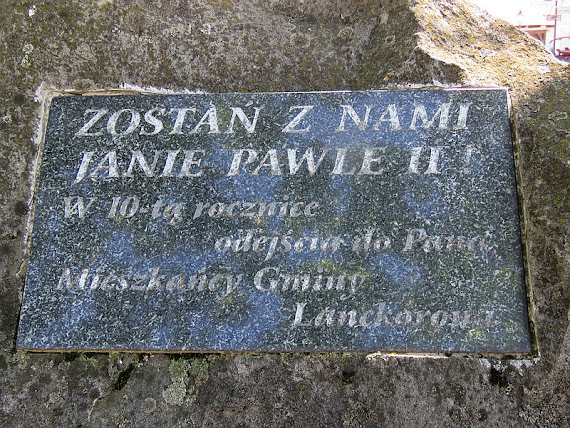 ZOSTAŃ Z NAMI
JANIE PAWLE II !
W 10-tą rocznicę
odejścia do Pana
Mieszkańcy Gminy
Lanckorona